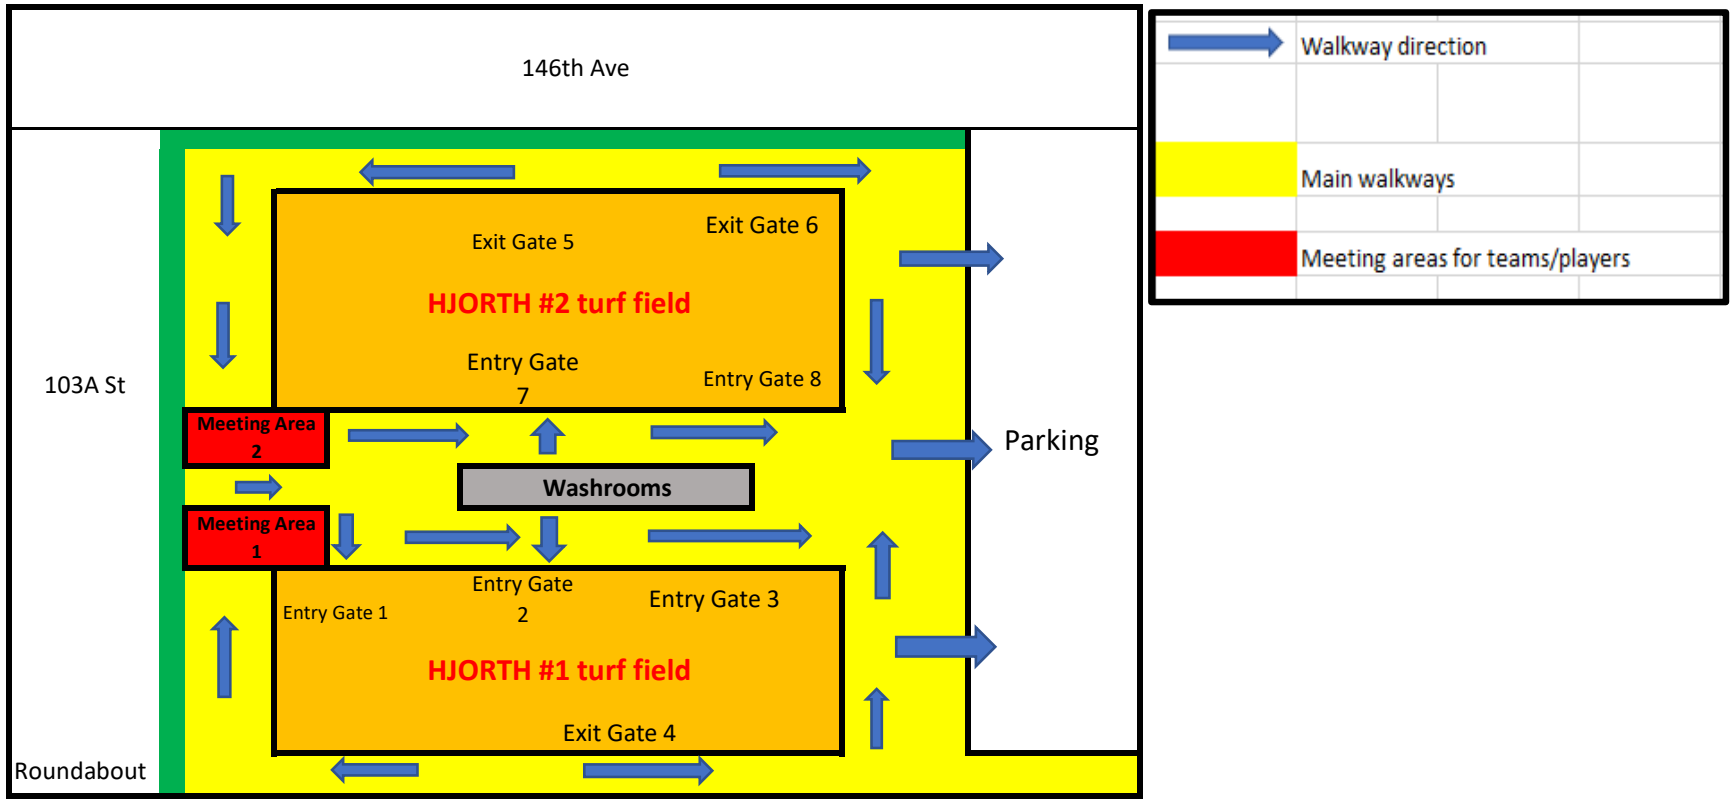 146th Ave
Walkway direction
Main walkways
Meeting areas for teams/players
Exit Gate 5
Exit Gate 6
HJORTH #2 turf field
Entry Gate
7
Entry Gate 8
103A St
Meeting Area
2
Parking
Washrooms
Meeting Area
1
Entry Gate 1
Entry Gate
2
Entry Gate 3
HJORTH #1 turf field
Exit Gate 4
Roundabout